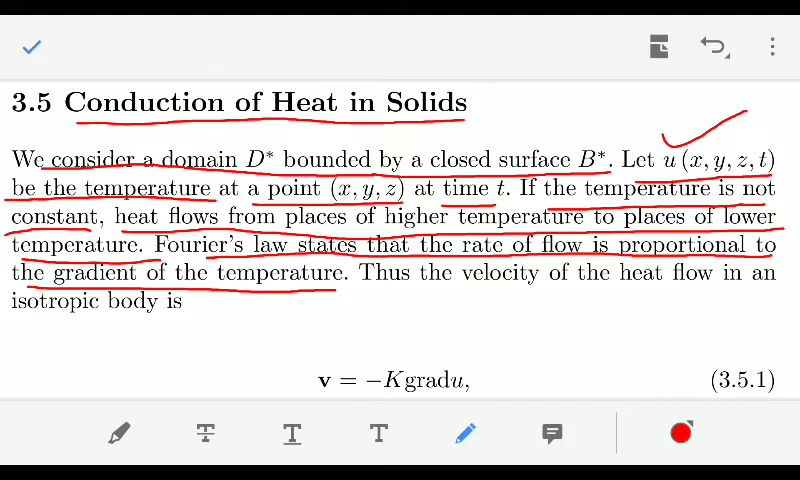 3.5 Conduction of Heat in Solids
We consider a domain D* bounded by a closed surface B*. Let u (x, y, z, t)
be the temperature at a point (x, y, z) at time t. If the temperature is not
constant, heat flows from places of higher temperature to places of lower
temperature. Fourier's law states that the rate of flow is proportional to
the gradient of the temperature. Thus the velocity of the heat flow in an
isotropic body is
v = −Kgradu, (3.5.1)
T T T